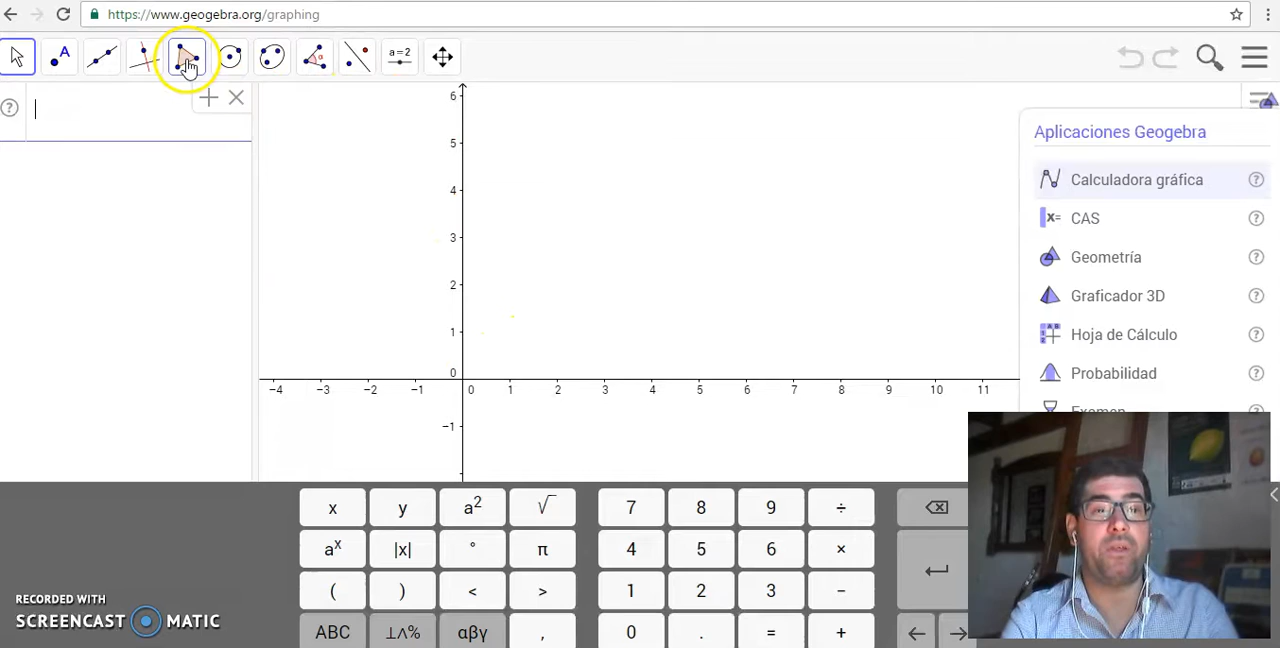 https://www.geogebra.org/graphing
A
a=2
?
6
5
4
3
2
1
0
−4 −3 −2 −1 0 1 2 3 4 5 6 7 8 9 10 11
−1
Aplicaciones Geogebra
Calculadora gráfica ?
x= CAS ?
Geometría ?
Graficador 3D ?
A B 1 2 Hoja de Cálculo ?
Probabilidad ?
Examen ?
x y a² √ 7 8 9 ÷
aˣ |x| ° π 4 5 6 ×
( ) < > 1 2 3 −
ABC ⊥∧% αβγ , 0 . = +
RECORDED WITH
SCREENCAST MATIC